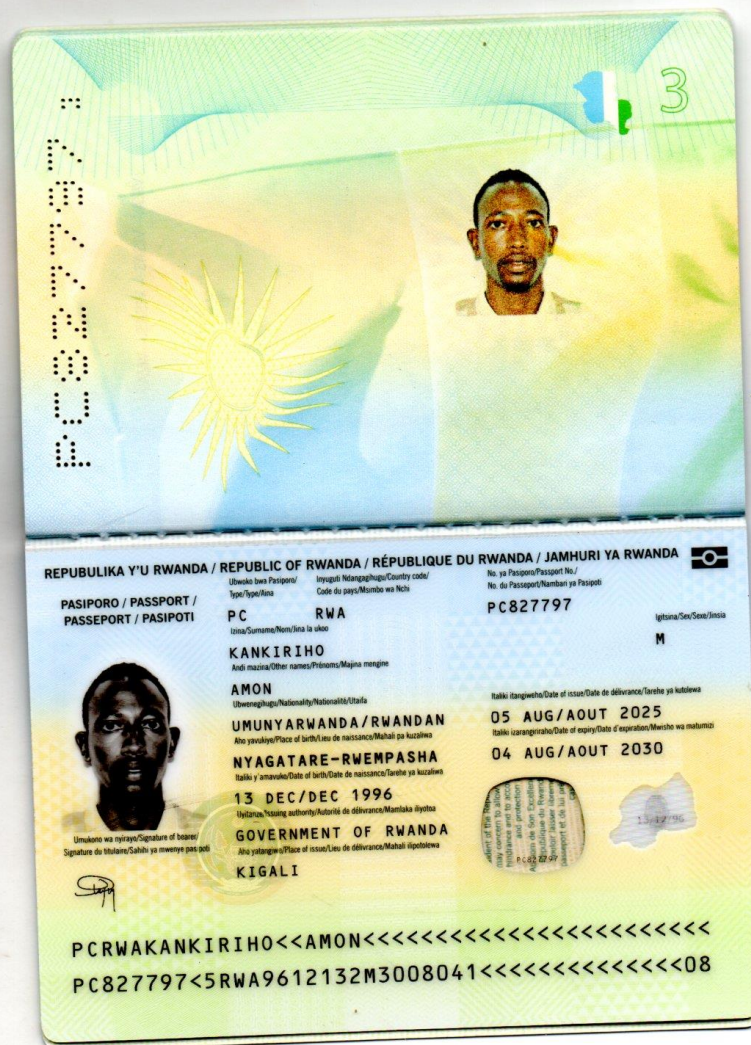 3
PC827797
REPUBULIKA Y'U RWANDA / REPUBLIC OF RWANDA / RÉPUBLIQUE DU RWANDA / JAMHURI YA RWANDA
PASIPORO / PASSPORT /
PASSEPORT / PASIPOTI
Ubwoko bwa Pasiporo/
Type/Type/Aina
PC
Inyuguti Ndangagihugu/Country code/
Code du pays/Msimbo wa Nchi
RWA
No. ya Pasiporo/Passport No./
No. du Passeport/Nambari ya Pasipoti
PC827797
Igitsina/Sex/Sexe/Jinsia
M
Izina/Surname/Nom/Jina la ukoo
KANKIRIHO
Andi mazina/Other names/Prénoms/Majina mengine
AMON
Ubwenegihugu/Nationality/Nationalité/Utaifa
UMUNYARWANDA/RWANDAN
Italiki itangiweho/Date of issue/Date de délivrance/Tarehe ya kutolewa
05 AUG/AOUT 2025
Aho yavukiye/Place of birth/Lieu de naissance/Mahali pa kuzaliwa
NYAGATARE-RWEMPASHA
Italiki izarangiriraho/Date of expiry/Date d'expiration/Mwisho wa matumizi
04 AUG/AOUT 2030
Italiki y'amavuko/Date of birth/Date de naissance/Tarehe ya kuzaliwa
13 DEC/DEC 1996
Uyitanze/Issuing authority/Autorité de délivrance/Mamlaka iliyotoa
GOVERNMENT OF RWANDA
Aho yatangiwe/Place of issue/Lieu de délivrance/Mahali ilipotolewa
KIGALI
Umukono wa nyirayo/Signature of bearer/
Signature du titulaire/Sahihi ya mwenye pas poti
PC827797
13-12-96
PCRWAKANKIRIHO<<AMON<<<<<<<<<<<<<<<<<<<<<<<<
PC827797<5RWA9612132M3008041<<<<<<<<<<<<<<08